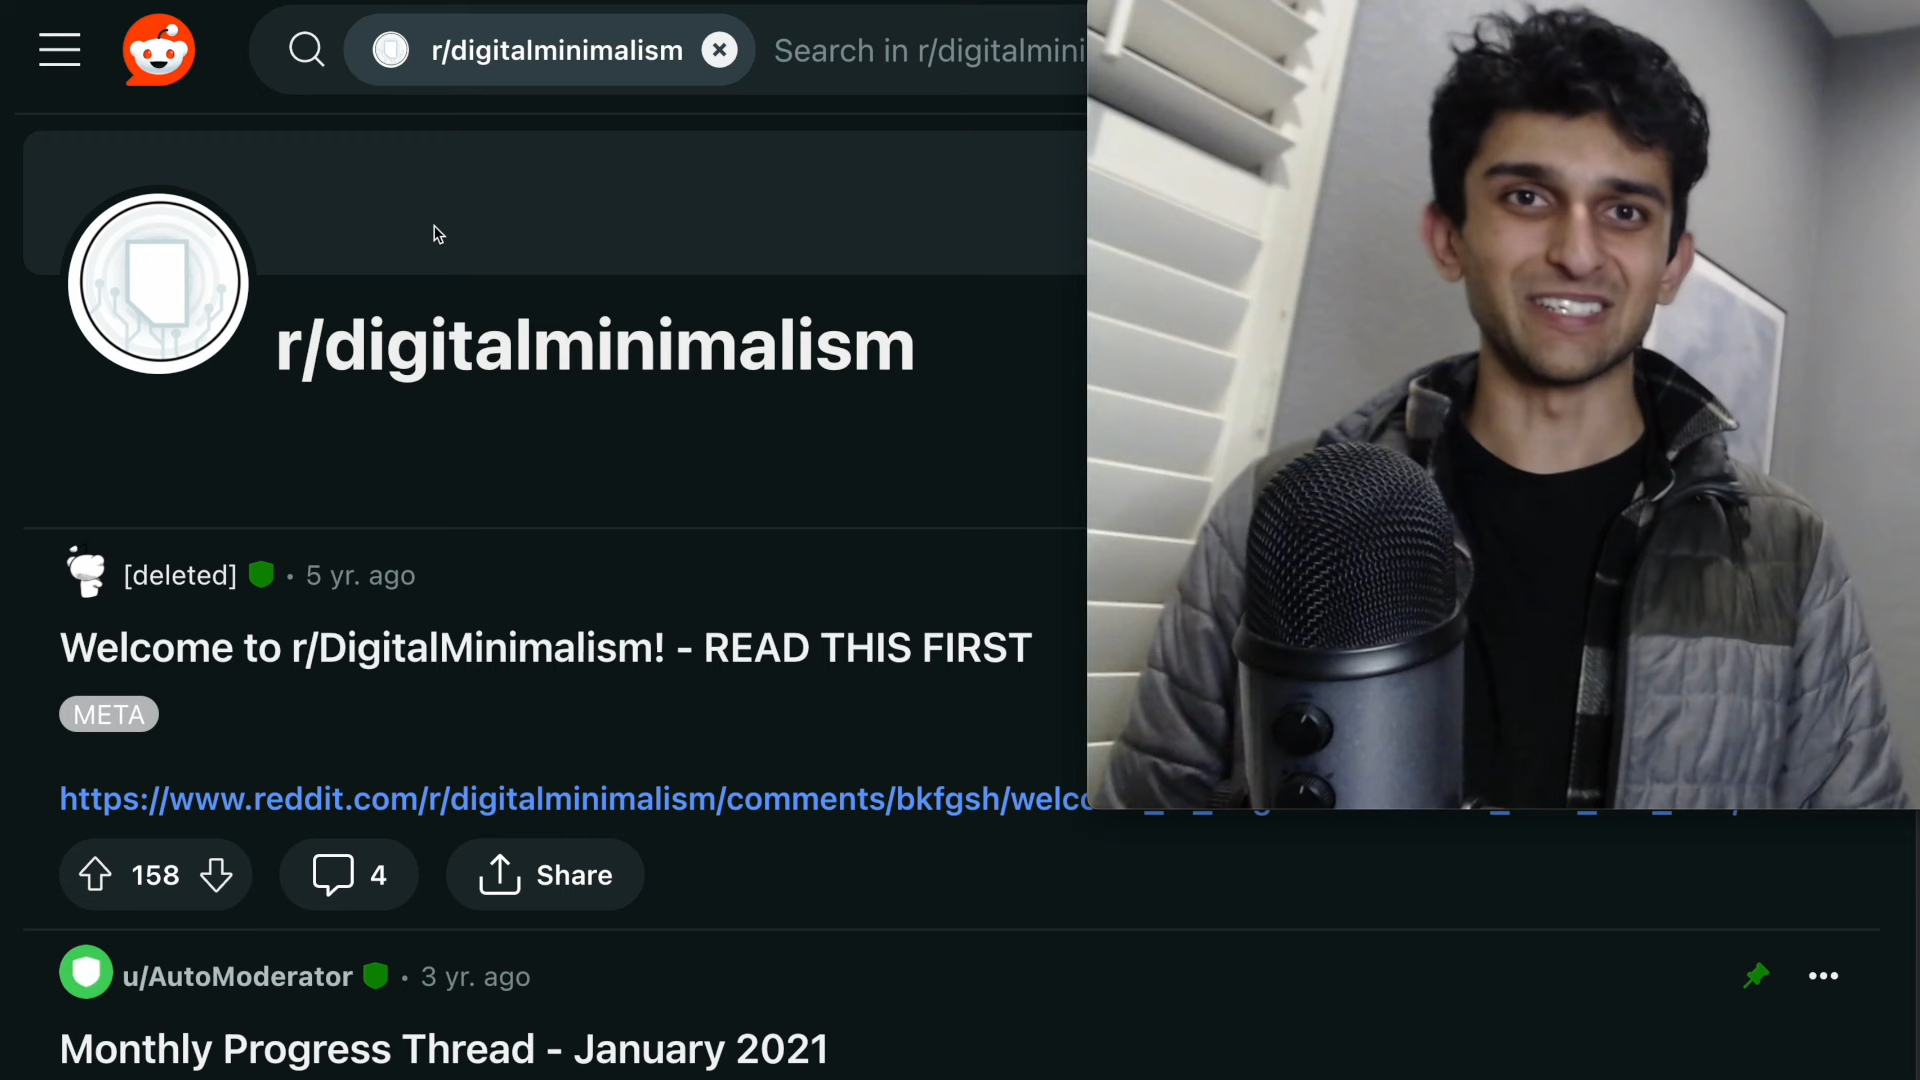 r/digitalminimalism
Search in r/digitalmini
r/digitalminimalism
[deleted] • 5 yr. ago
Welcome to r/DigitalMinimalism! - READ THIS FIRST
META
https://www.reddit.com/r/digitalminimalism/comments/bkfgsh/welc
158
4
Share
u/AutoModerator • 3 yr. ago
Monthly Progress Thread - January 2021